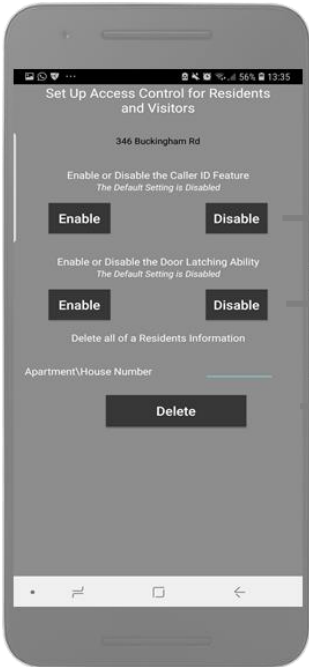 56% 13:35
Set Up Access Control for Residents
and Visitors
346 Buckingham Rd
Enable or Disable the Caller ID Feature
The Default Setting is Disabled
Enable Disable
Enable or Disable the Door Latching Ability
The Default Setting is Disabled
Enable Disable
Delete all of a Residents Information
Apartment\House Number
Delete